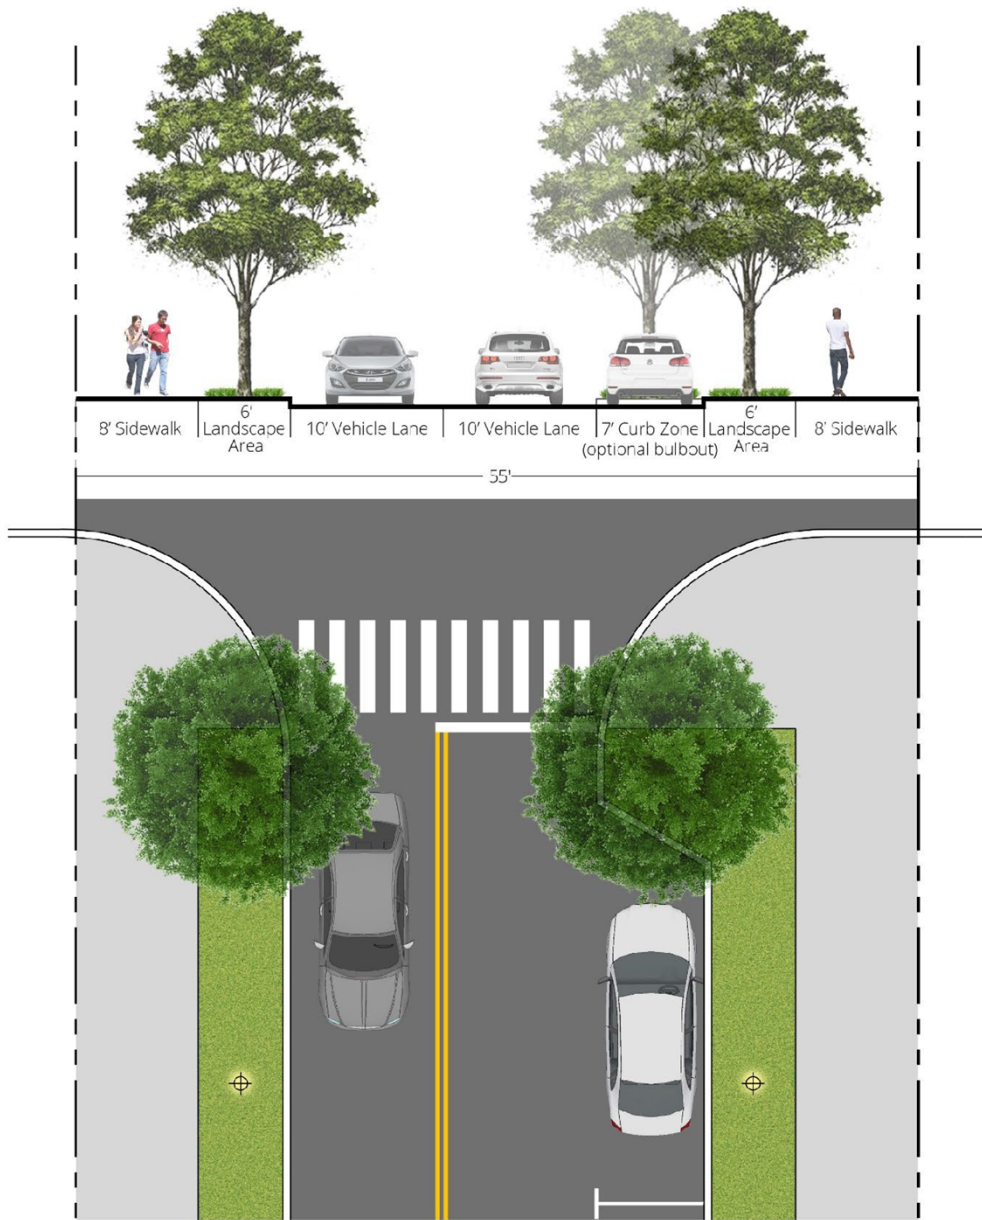 8' Sidewalk
6'
Landscape
Area
10' Vehicle Lane
10' Vehicle Lane
7' Curb Zone
(optional bulbout)
6'
Landscape
Area
8' Sidewalk
55'